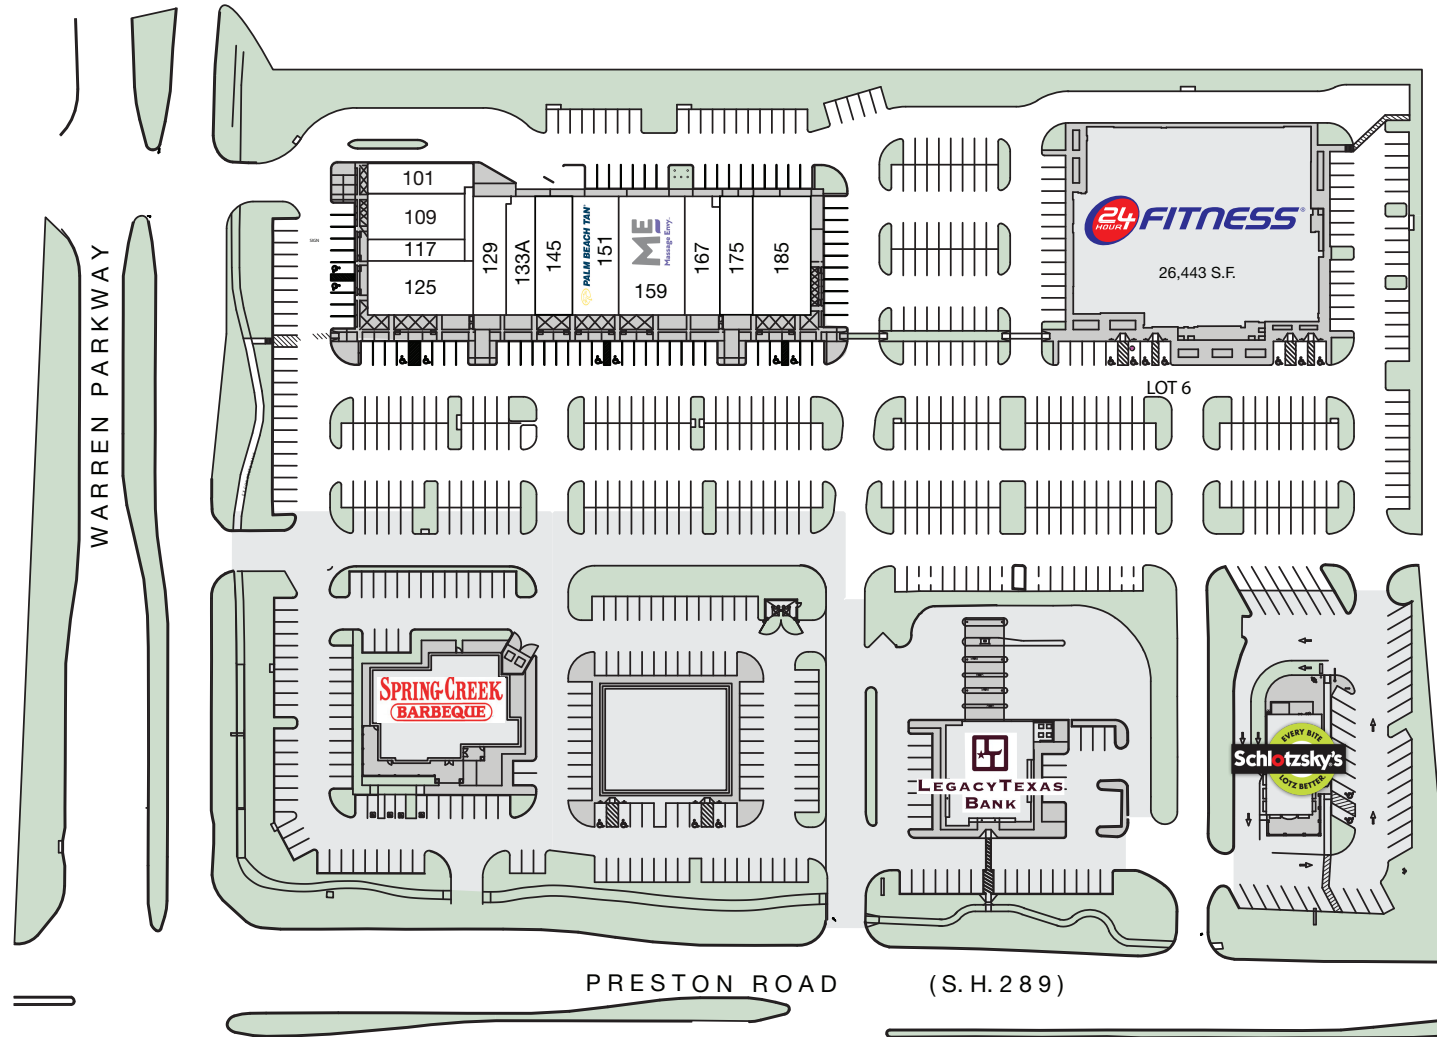 101
109
117
125
129
133A
145
PALM BEACH TAN
151
ME
Massage Envy
159
167
175
185
24
HOUR
FITNESS
26,443 S.F.
LOT 6
WARREN PARKWAY
SPRING CREEK
BARBEQUE
LEGACYTEXAS
BANK
EVERY BITE
Schlotzsky's
LOTZ BETTER
PRESTON ROAD (S.H.289)